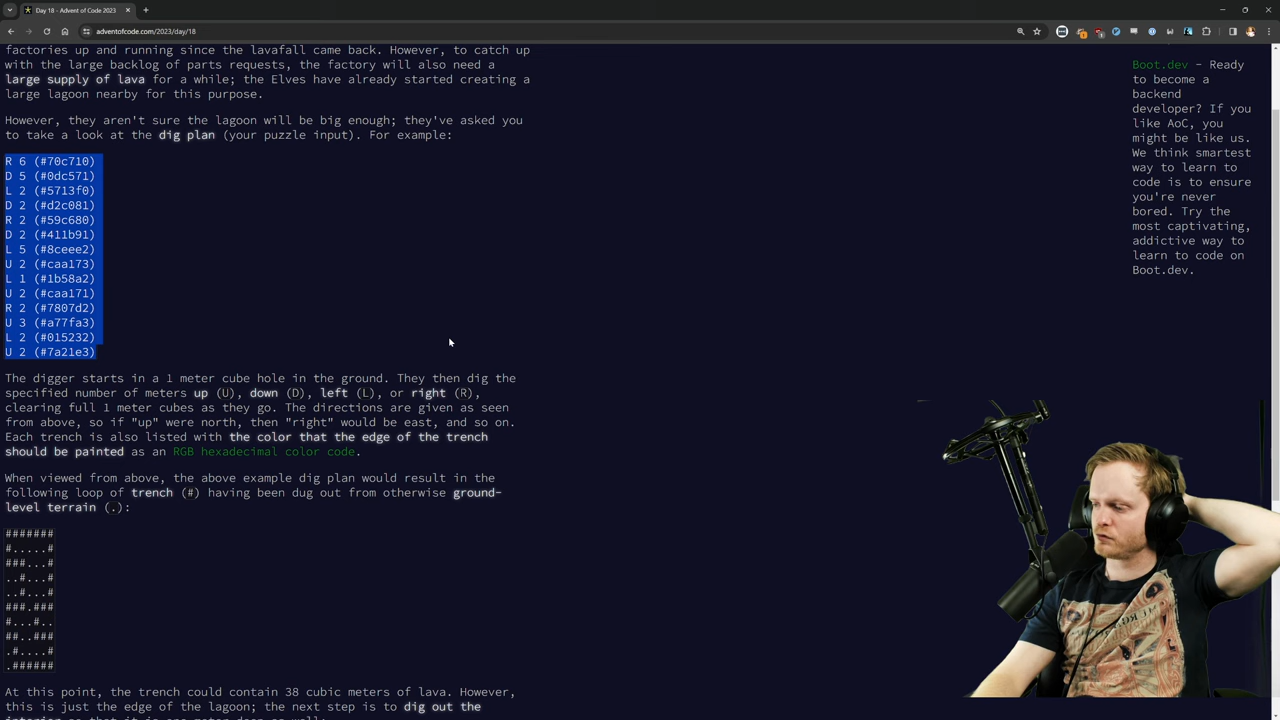 Day 18 - Advent of Code 2023
adventofcode.com/2023/day/18
factories up and running since the lavafall came back. However, to catch up
with the large backlog of parts requests, the factory will also need a
large supply of lava for a while; the Elves have already started creating a
large lagoon nearby for this purpose.
However, they aren't sure the lagoon will be big enough; they've asked you
to take a look at the dig plan (your puzzle input). For example:
R 6 (#70c710)
D 5 (#0dc571)
L 2 (#5713f0)
D 2 (#d2c081)
R 2 (#59c680)
D 2 (#411b91)
L 5 (#8ceee2)
U 2 (#caa173)
L 1 (#1b58a2)
U 2 (#caa171)
R 2 (#7807d2)
U 3 (#a77fa3)
L 2 (#015232)
U 2 (#7a21e3)
The digger starts in a 1 meter cube hole in the ground. They then dig the
specified number of meters up (U), down (D), left (L), or right (R),
clearing full 1 meter cubes as they go. The directions are given as seen
from above, so if "up" were north, then "right" would be east, and so on.
Each trench is also listed with the color that the edge of the trench
should be painted as an RGB hexadecimal color code.
When viewed from above, the above example dig plan would result in the
following loop of trench (#) having been dug out from otherwise ground-
level terrain (.):
#######
#.....#
###...#
..#...#
..#...#
###.###
#...#..
##..###
.#....#
.######
At this point, the trench could contain 38 cubic meters of lava. However,
this is just the edge of the lagoon; the next step is to dig out the
Boot.dev - Ready
to become a
backend
developer? If you
like AoC, you
might be like us.
We think smartest
way to learn to
code is to ensure
you're never
bored. Try the
most captivating,
addictive way to
learn to code on
Boot.dev.